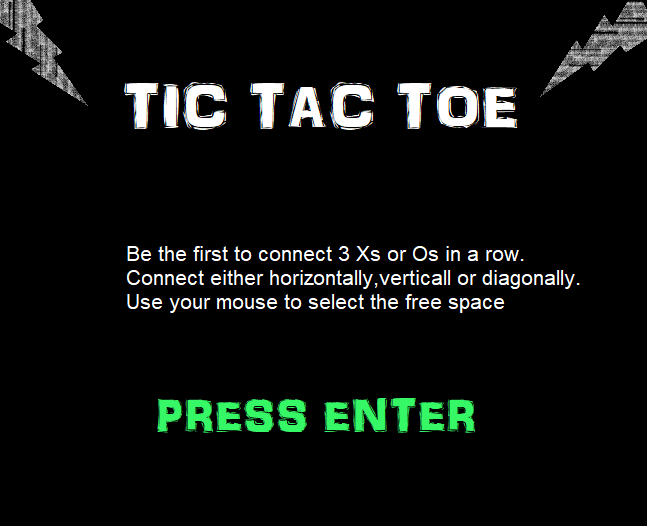 TIC TAC TOE
Be the first to connect 3 Xs or Os in a row.
Connect either horizontally,verticall or diagonally.
Use your mouse to select the free space
PRESS ENTER